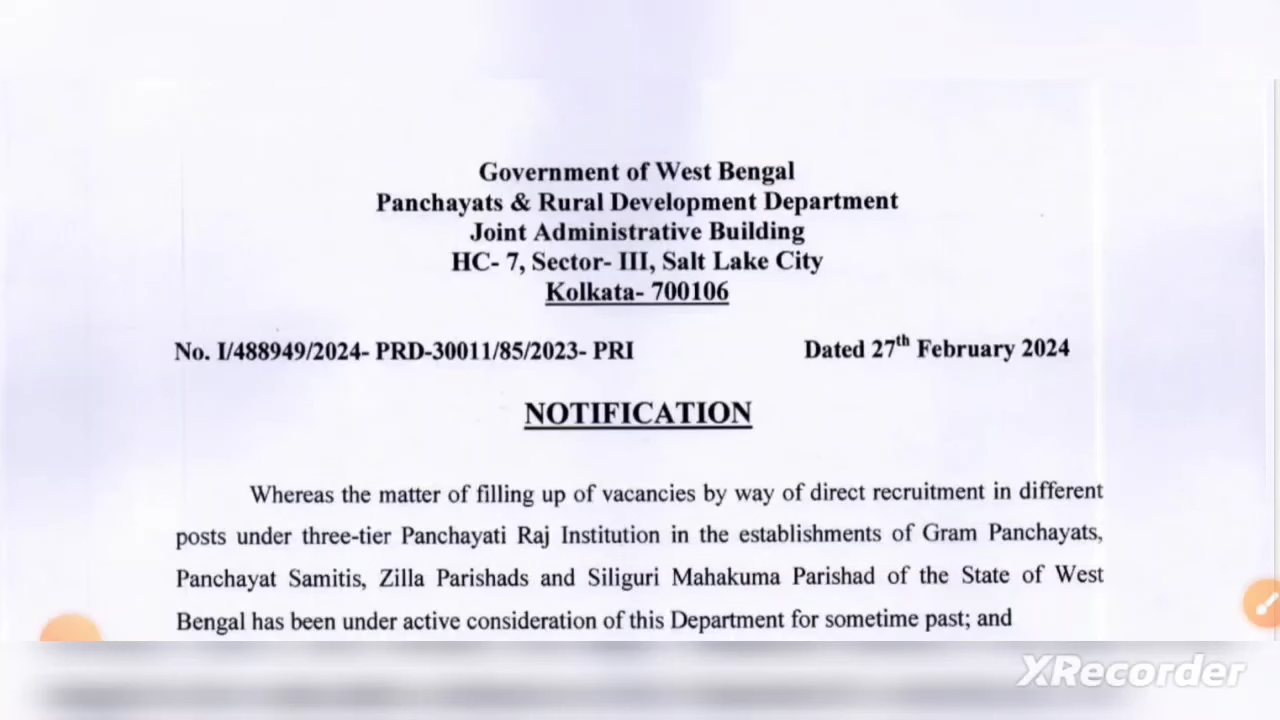 Government of West Bengal
Panchayats & Rural Development Department
Joint Administrative Building
HC- 7, Sector- III, Salt Lake City
Kolkata- 700106
No. I/488949/2024- PRD-30011/85/2023- PRI Dated 27th February 2024
NOTIFICATION
Whereas the matter of filling up of vacancies by way of direct recruitment in different
posts under three-tier Panchayati Raj Institution in the establishments of Gram Panchayats,
Panchayat Samitis, Zilla Parishads and Siliguri Mahakuma Parishad of the State of West
Bengal has been under active consideration of this Department for sometime past; and
XRecorder